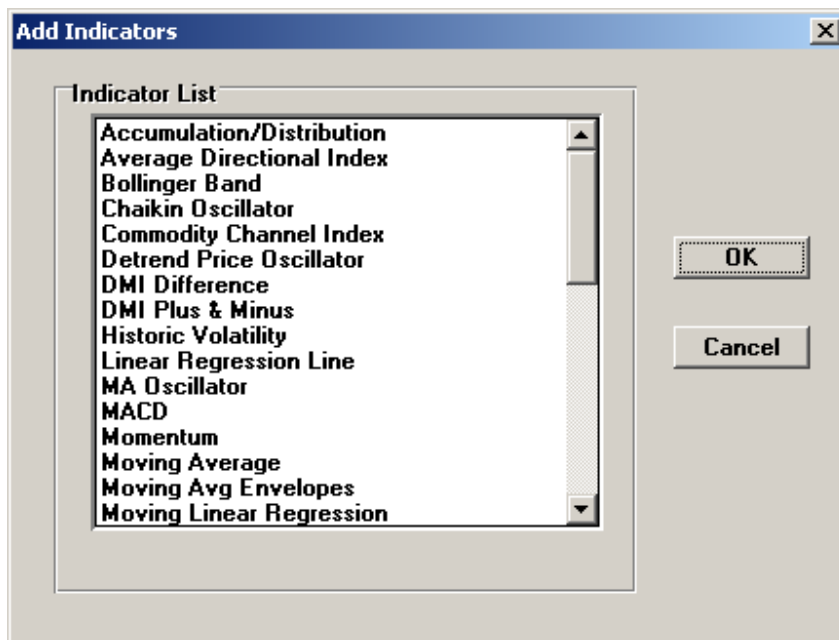 Add Indicators
Indicator List
Accumulation/Distribution
Average Directional Index
Bollinger Band
Chaikin Oscillator
Commodity Channel Index
Detrend Price Oscillator
DMI Difference
DMI Plus & Minus
Historic Volatility
Linear Regression Line
MA Oscillator
MACD
Momentum
Moving Average
Moving Avg Envelopes
Moving Linear Regression
OK
Cancel